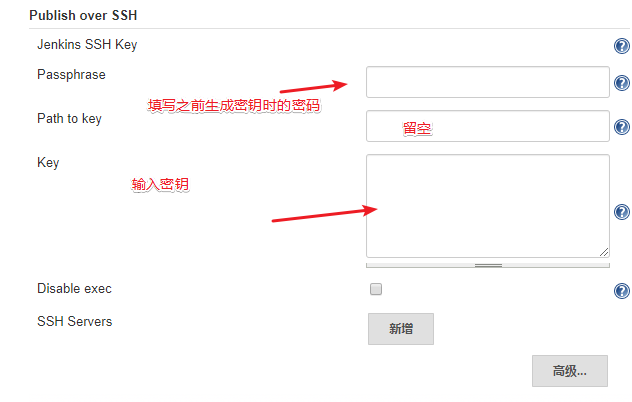 Publish over SSH
Jenkins SSH Key
Passphrase
填写之前生成密钥时的密码
Path to key
留空
Key
输入密钥
Disable exec
SSH Servers
新增
高级...